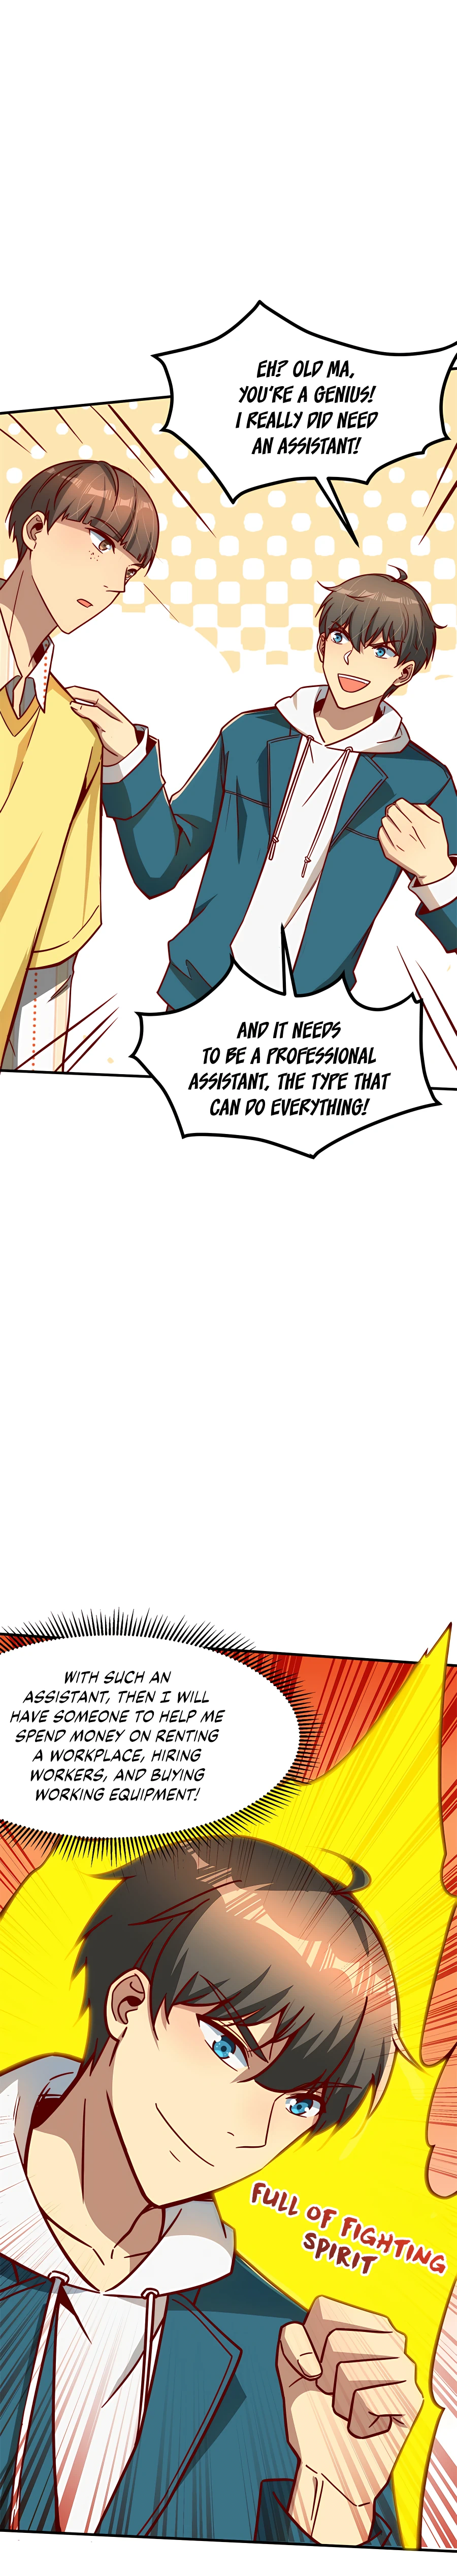 EH? OLD MA,
YOU'RE A GENIUS!
I REALLY DID NEED
AN ASSISTANT!
AND IT NEEDS
TO BE A PROFESSIONAL
ASSISTANT, THE TYPE THAT
CAN DO EVERYTHING!
WITH SUCH AN
ASSISTANT, THEN I WILL
HAVE SOMEONE TO HELP ME
SPEND MONEY ON RENTING
A WORKPLACE, HIRING
WORKERS, AND BUYING
WORKING EQUIPMENT!
FULL OF FIGHTING
SPIRIT